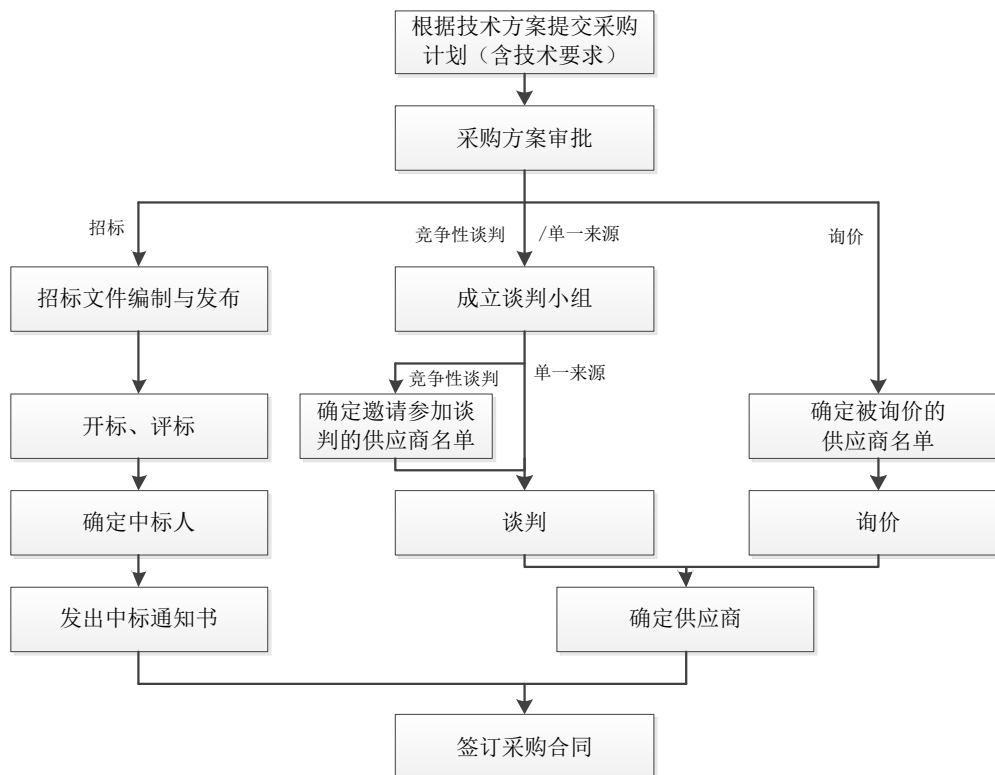 根据技术方案提交采购
计划（含技术要求）
采购方案审批
招标
竞争性谈判
/单一来源
询价
招标文件编制与发布
成立谈判小组
竞争性谈判
单一来源
开标、评标
确定邀请参加谈
判的供应商名单
确定被询价的
供应商名单
确定中标人
谈判
询价
发出中标通知书
确定供应商
签订采购合同